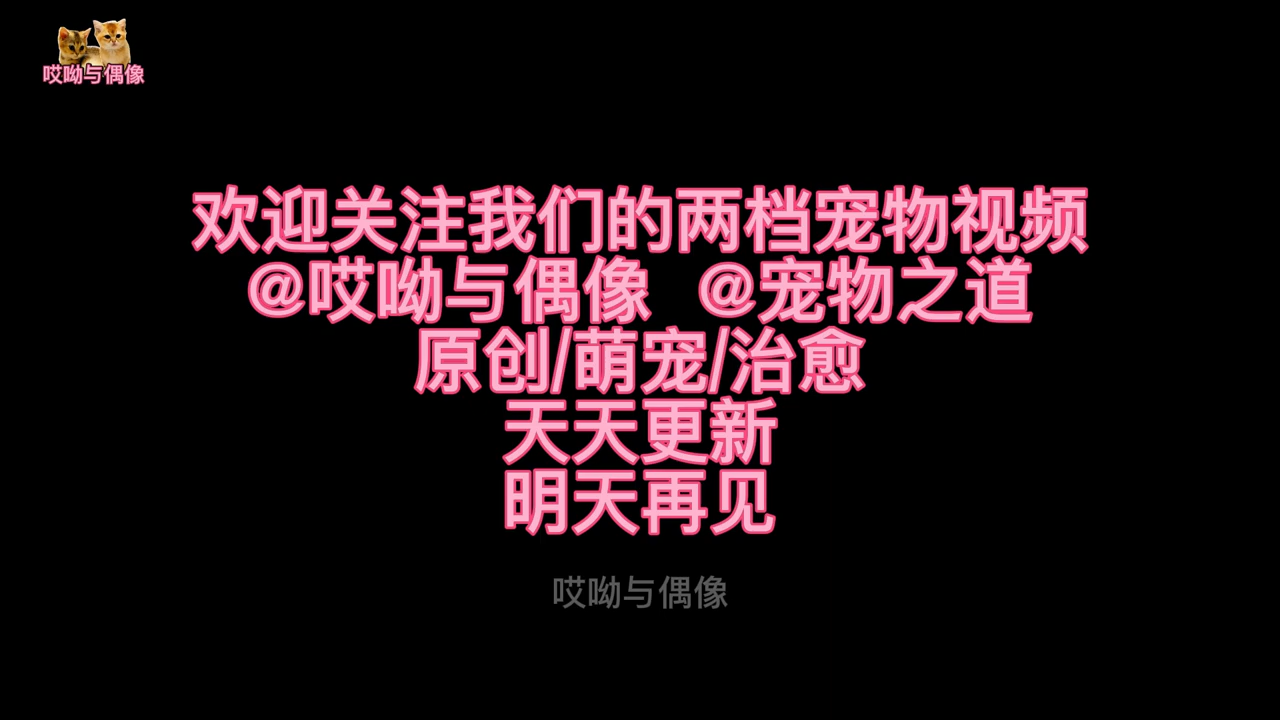 哎呦与偶像
欢迎关注我们的两档宠物视频
@哎呦与偶像 @宠物之道
原创/萌宠/治愈
天天更新
明天再见
哎呦与偶像